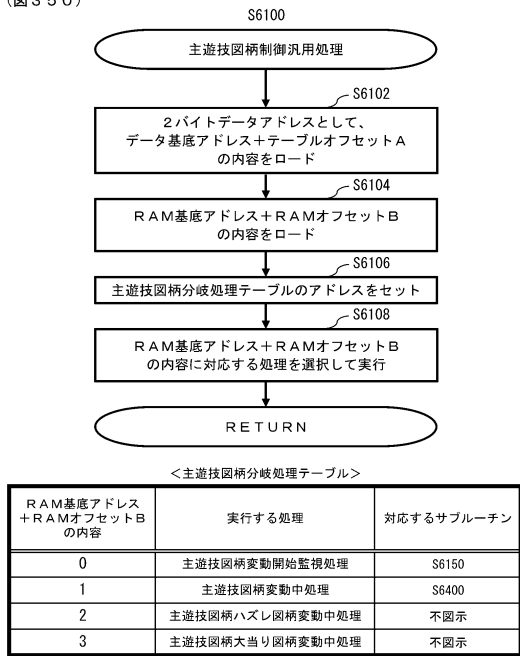 (図３５０)
S6100
主遊技図柄制御汎用処理
S6102
２バイトデータアドレスとして、
データ基底アドレス＋テーブルオフセットＡ
の内容をロード
S6104
ＲＡＭ基底アドレス＋ＲＡＭオフセットＢ
の内容をロード
S6106
主遊技図柄分岐処理テーブルのアドレスをセット
S6108
ＲＡＭ基底アドレス＋ＲＡＭオフセットＢ
の内容に対応する処理を選択して実行
ＲＥＴＵＲＮ
＜主遊技図柄分岐処理テーブル＞
ＲＡＭ基底アドレス
＋ＲＡＭオフセットＢ
の内容
実行する処理
対応するサブルーチン
0 主遊技図柄変動開始監視処理 S6150
1 主遊技図柄変動中処理 S6400
2 主遊技図柄ハズレ図柄変動中処理 不図示
3 主遊技図柄大当り図柄変動中処理 不図示